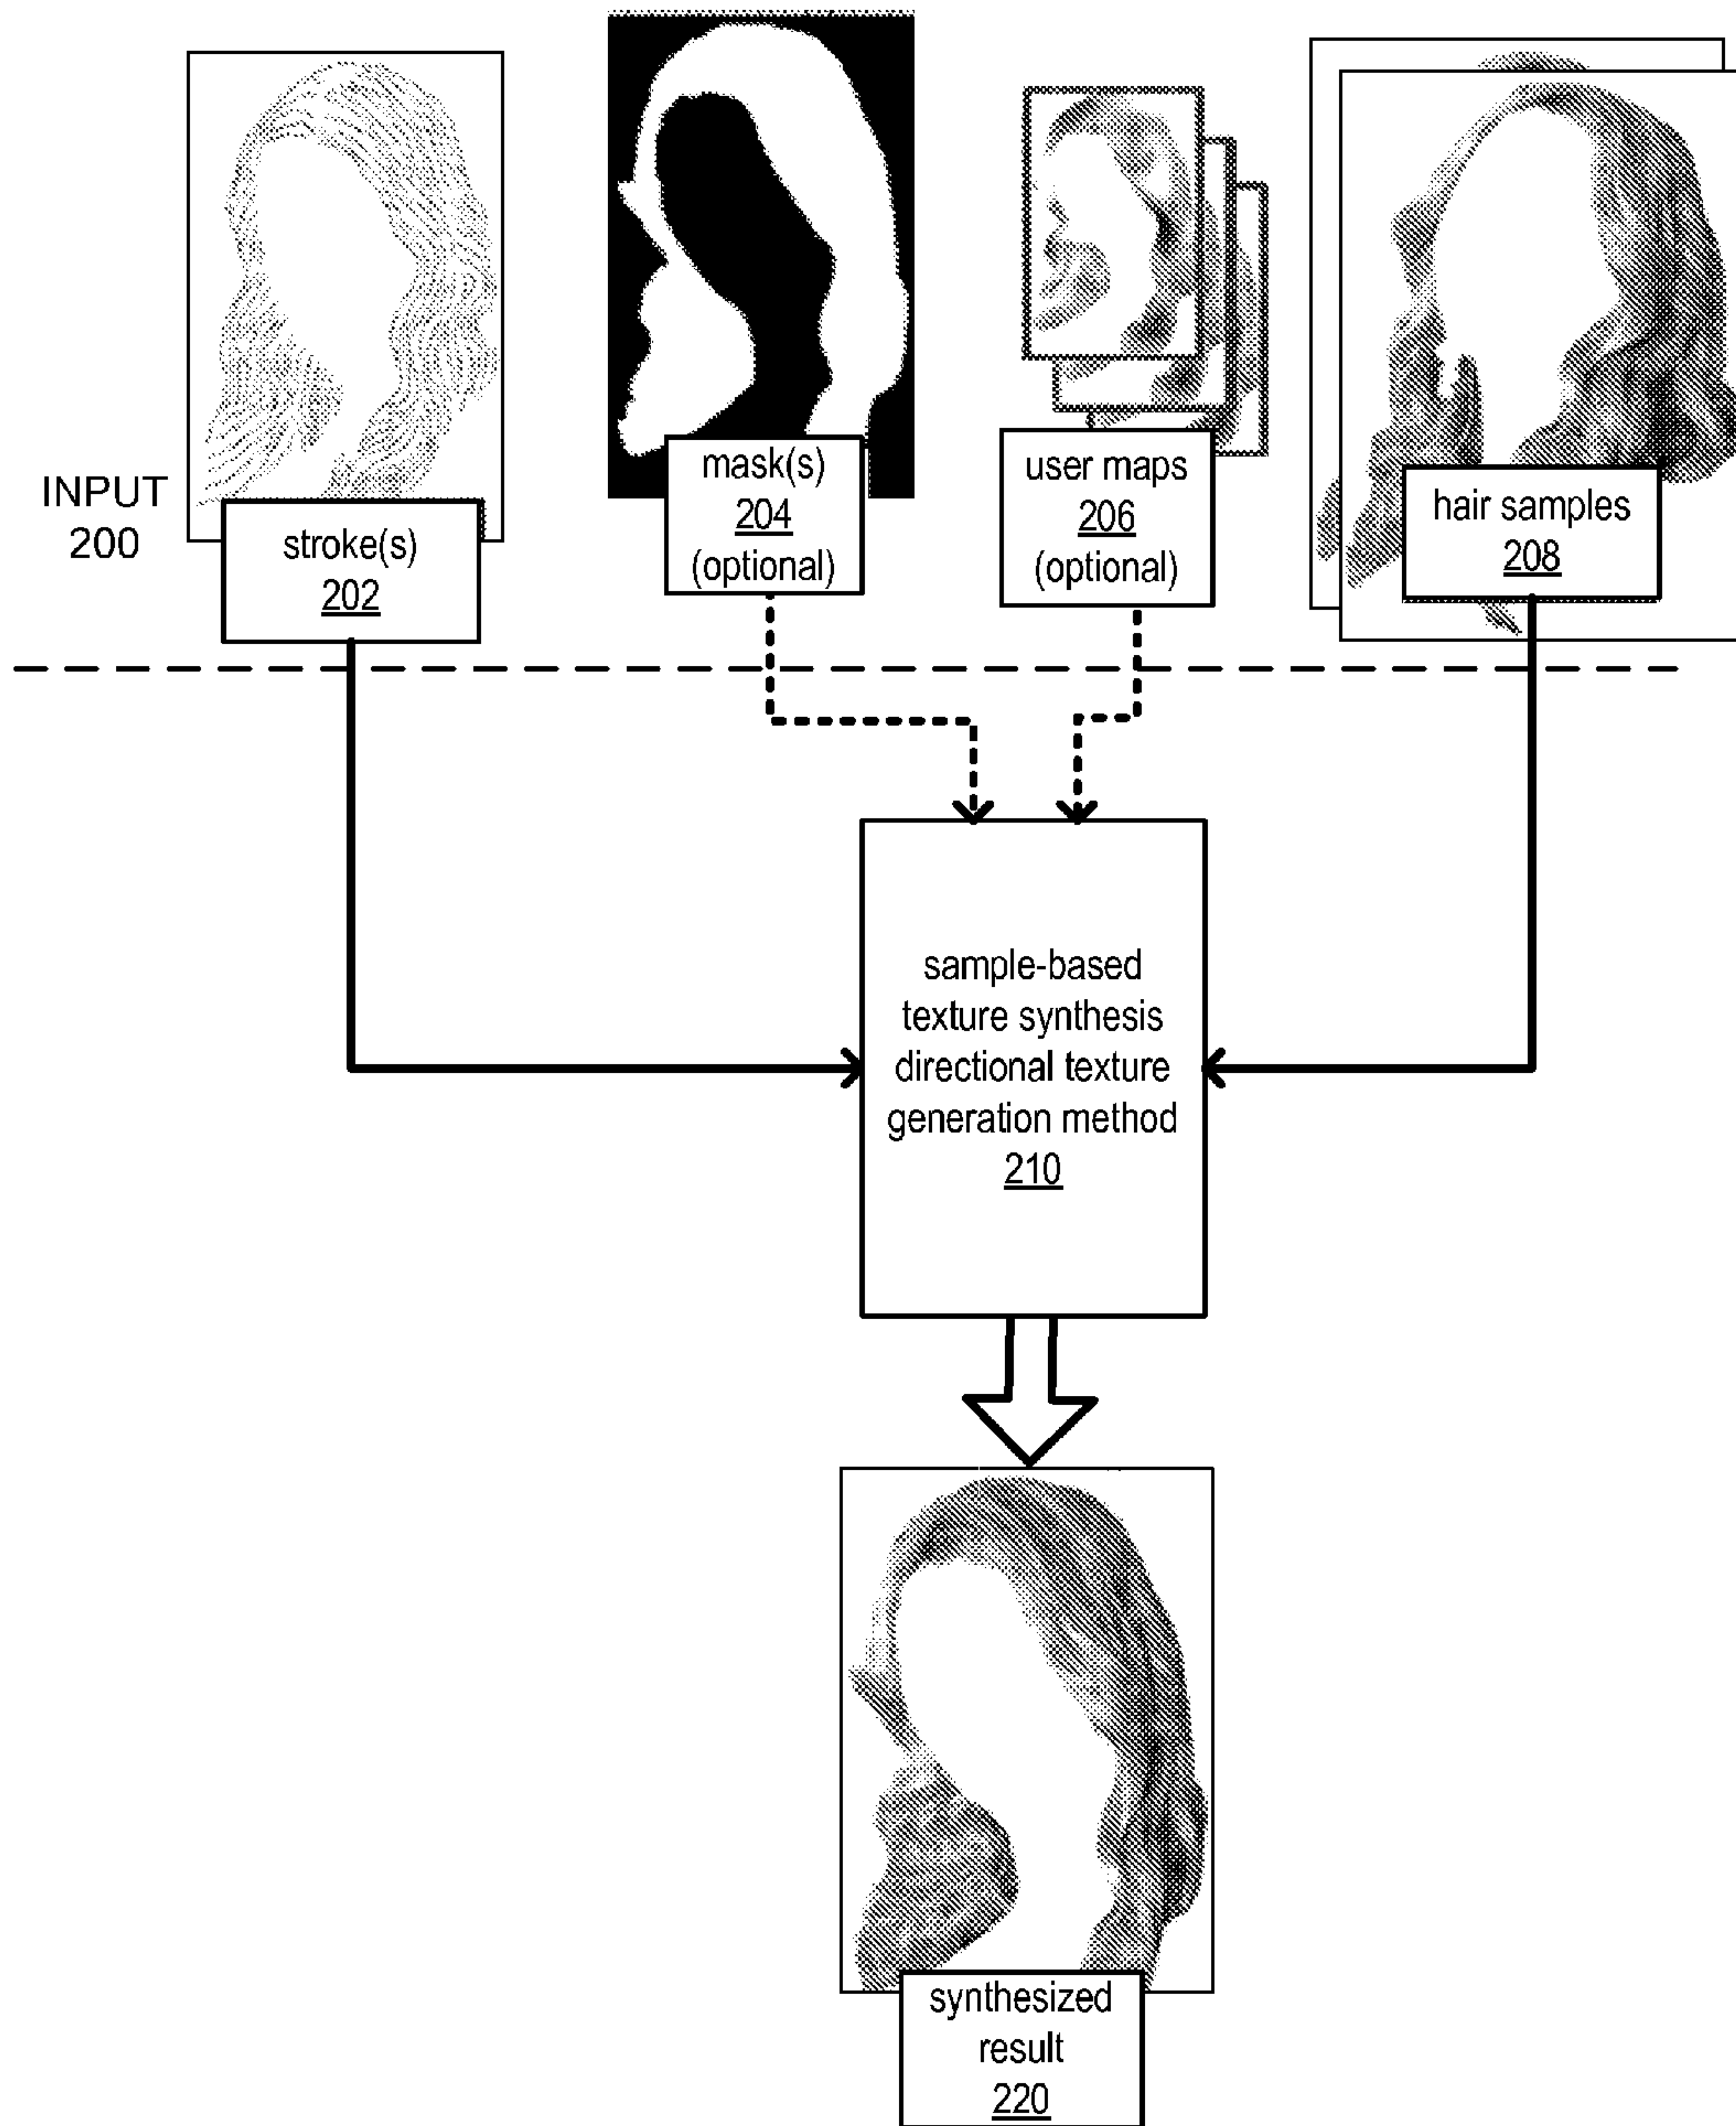 INPUT
200
stroke(s)
202
mask(s)
204
(optional)
user maps
206
(optional)
hair samples
208
sample-based
texture synthesis
directional texture
generation method
210
synthesized
result
220